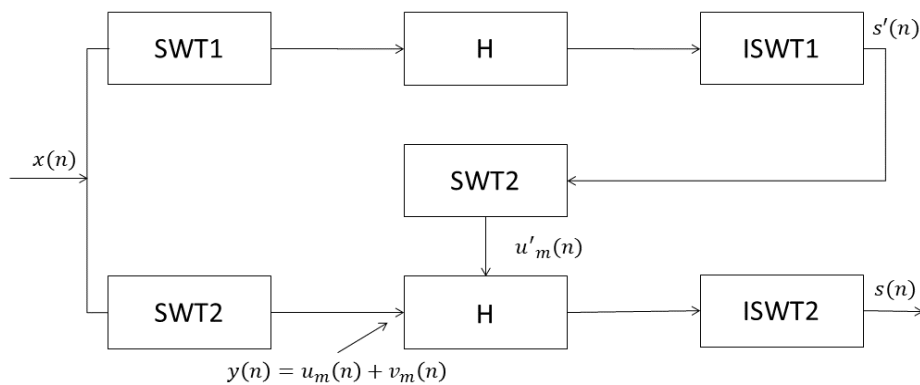 SWT1
H
ISWT1
s′(n)
x(n)
SWT2
u′ₘ(n)
SWT2
H
ISWT2
s(n)
y(n) = uₘ(n) + vₘ(n)